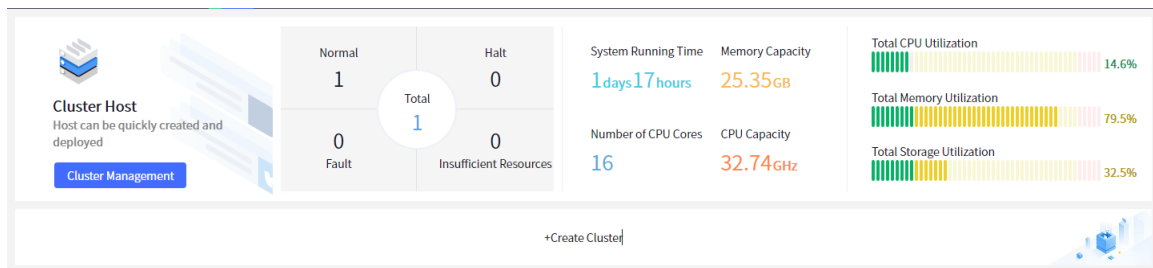 Cluster Host
Host can be quickly created and
deployed
Cluster Management
Normal
1
Halt
0
Total
1
0
Fault
0
Insufficient Resources
System Running Time
1days17hours
Memory Capacity
25.35GB
Number of CPU Cores
16
CPU Capacity
32.74GHz
Total CPU Utilization
14.6%
Total Memory Utilization
79.5%
Total Storage Utilization
32.5%
+Create Cluster